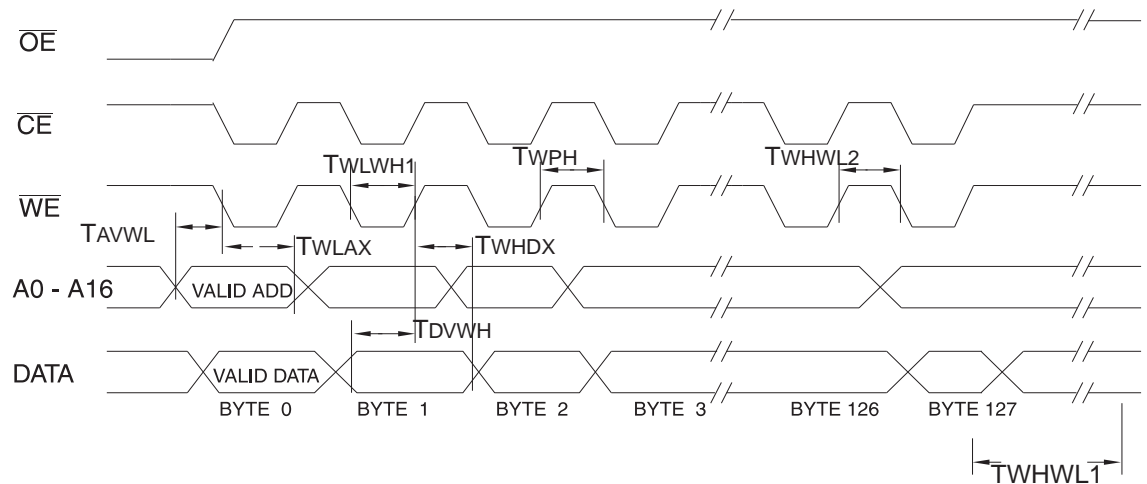 OE
CE
TWLWH1 TWPH TWHWL2
WE
TAVWL TWLAX TWHDX
A0 - A16 VALID ADD
TDVWH
DATA VALID DATA
BYTE 0 BYTE 1 BYTE 2 BYTE 3 BYTE 126 BYTE 127
TWHWL1